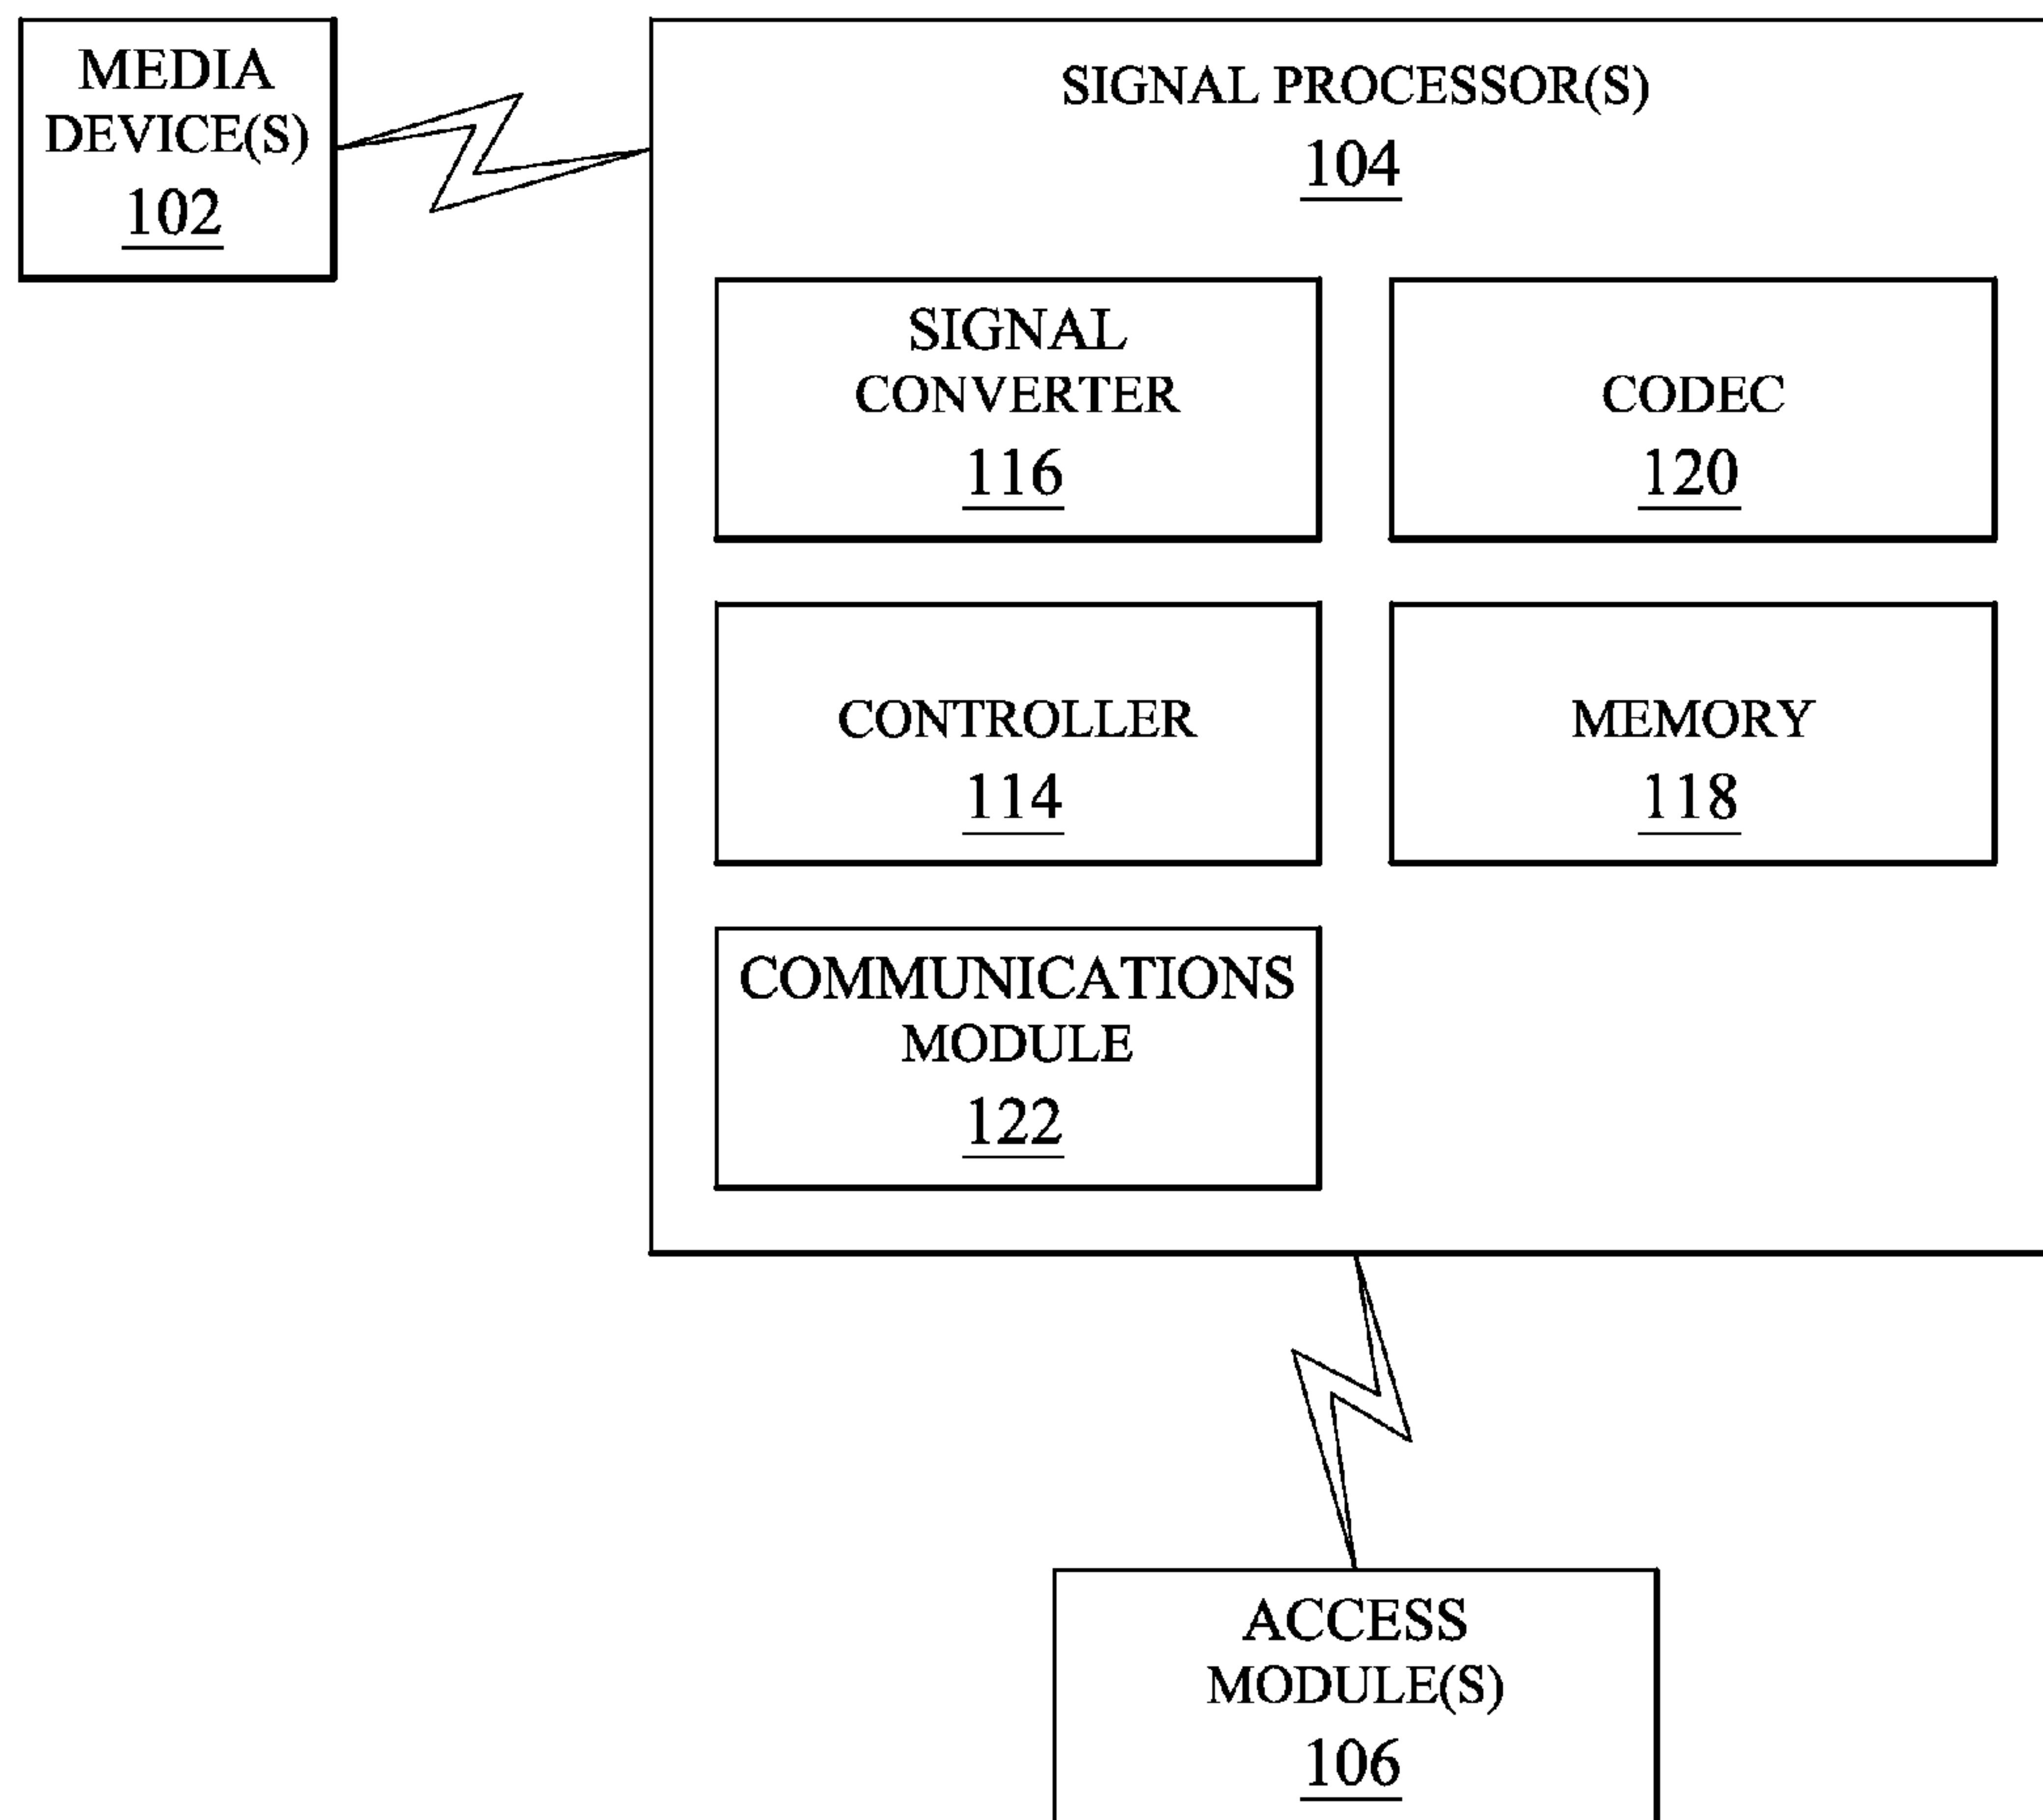 MEDIA
DEVICE(S)
102
SIGNAL PROCESSOR(S)
104
SIGNAL
CONVERTER
116
CODEC
120
CONTROLLER
114
MEMORY
118
COMMUNICATIONS
MODULE
122
ACCESS
MODULE(S)
106